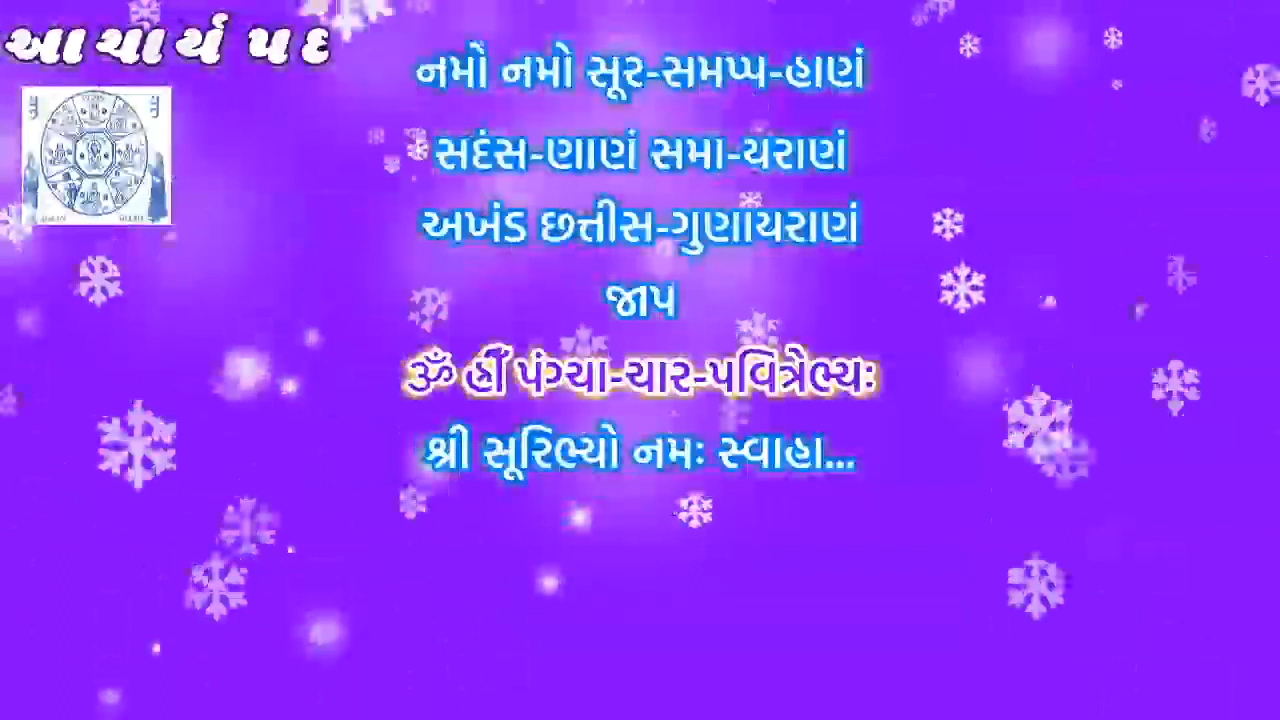 આચાર્ય પદ
નમો નમો સૂર-સમપ્પ-હાણં
સદંસ-ણાણં સમા-યરાણં
અખંડ છત્તીસ-ગુણાયરાણં
જાપ
ૐ હ્રીઁ પંચ્ચા-ચાર-પવિત્રેભ્યઃ
શ્રી સૂરિભ્યો નમઃ સ્વાહા...